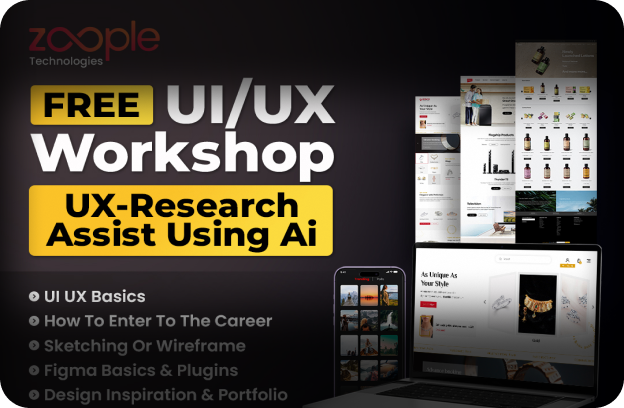 zoople
Technologies
FREE UI/UX
Workshop
UX-Research
Assist Using Ai
UI UX Basics
How To Enter To The Career
Sketching Or Wireframe
Figma Basics & Plugins
Design Inspiration & Portfolio
As Unique As
Your Style